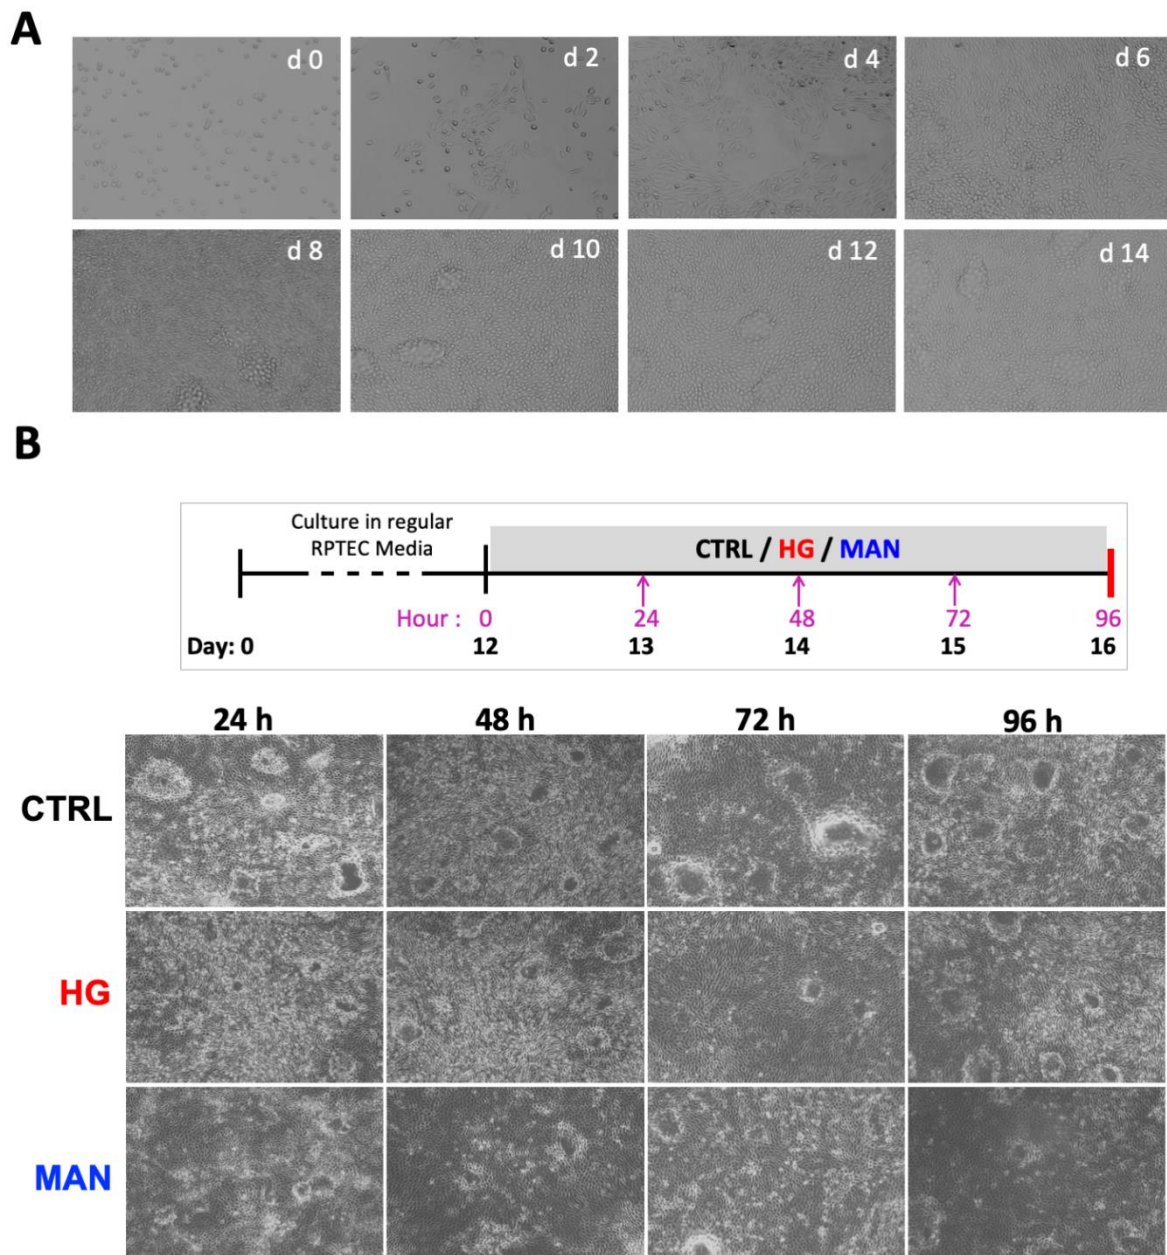 A
d 0
d 2
d 4
d 6
d 8
d 10
d 12
d 14
B
Culture in regular
RPTEC Media
CTRL / HG / MAN
Hour : 0 24 48 72 96
Day: 0 12 13 14 15 16
24 h 48 h 72 h 96 h
CTRL
HG
MAN